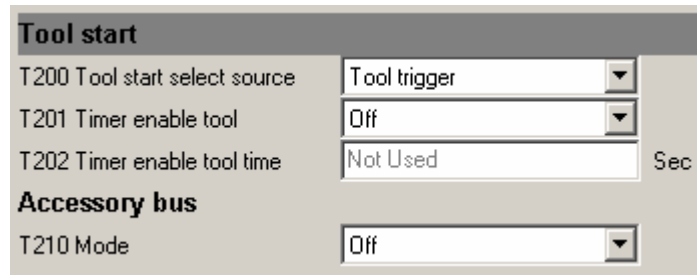 Tool start
T200 Tool start select source Tool trigger
T201 Timer enable tool Off
T202 Timer enable tool time Not Used Sec
Accessory bus
T210 Mode Off